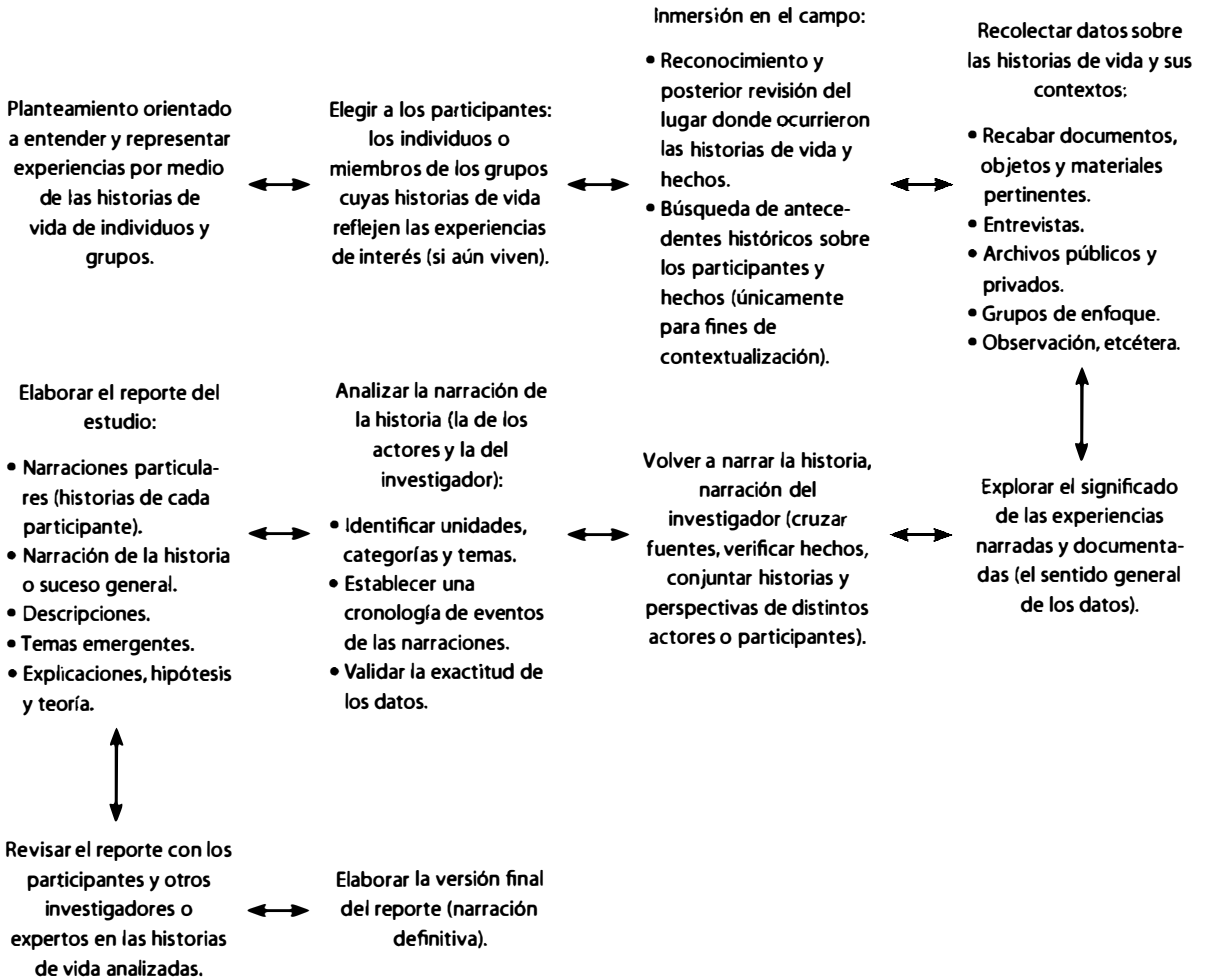 Planteamiento orientado
a entender y representar
experiencias por medio
de las historias de
vida de individuos y
grupos.
Elegir a los participantes:
los individuos o
miembros de los grupos
cuyas historias de vida
reflejen las experiencias
de interés (si aún viven).
Inmersión en el campo:
• Reconocimiento y
posterior revisión del
lugar donde ocurrieron
las historias de vida y
hechos.
• Búsqueda de antece-
dentes históricos sobre
los participantes y
hechos (únicamente
para fines de
contextualización).
Recolectar datos sobre
las historias de vida y sus
contextos:
• Recabar documentos,
objetos y materiales
pertinentes.
• Entrevistas.
• Archivos públicos y
privados.
• Grupos de enfoque.
• Observación, etcétera.
Explorar el significado
de las experiencias
narradas y documenta-
das (el sentido general
de los datos).
Volver a narrar la historia,
narración del
investigador (cruzar
fuentes, verificar hechos,
conjuntar historias y
perspectivas de distintos
actores o participantes).
Analizar la narración de
la historia (la de los
actores y la del
investigador):
• Identificar unidades,
categorías y temas.
• Establecer una
cronología de eventos
de las narraciones.
• Validar la exactitud de
los datos.
Elaborar el reporte del
estudio:
• Narraciones particula-
res (historias de cada
participante).
• Narración de la historia
o suceso general.
• Descripciones.
• Temas emergentes.
• Explicaciones, hipótesis
y teoría.
Revisar el reporte con los
participantes y otros
investigadores o
expertos en las historias
de vida analizadas.
Elaborar la versión final
del reporte (narración
definitiva).